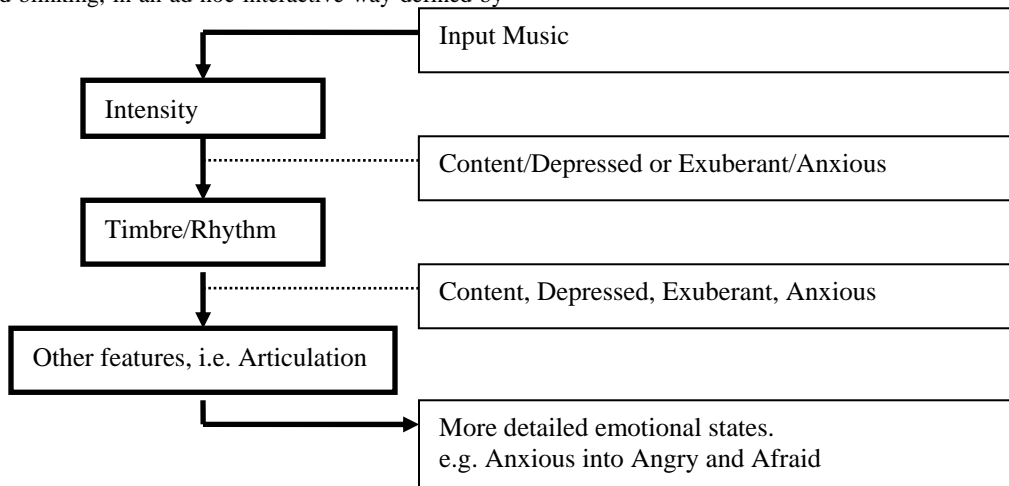 d blinking, in an ad hoc interactive way defined by
Input Music
Intensity
Content/Depressed or Exuberant/Anxious
Timbre/Rhythm
Content, Depressed, Exuberant, Anxious
Other features, i.e. Articulation
More detailed emotional states.
e.g. Anxious into Angry and Afraid